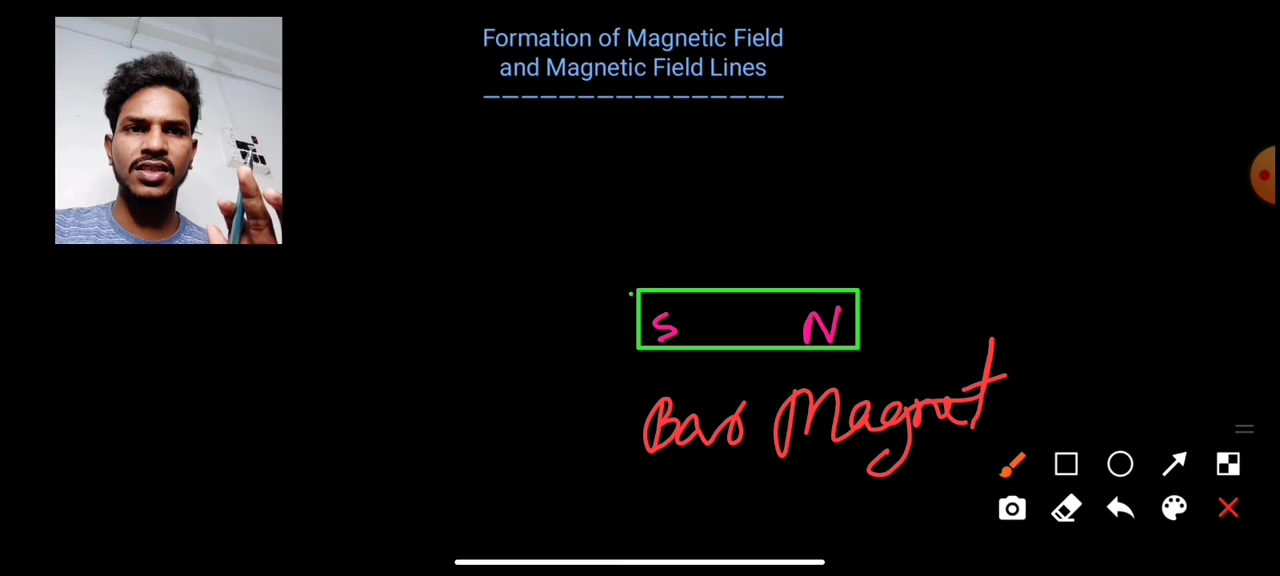 Formation of Magnetic Field
and Magnetic Field Lines
S N
Bar Magnet